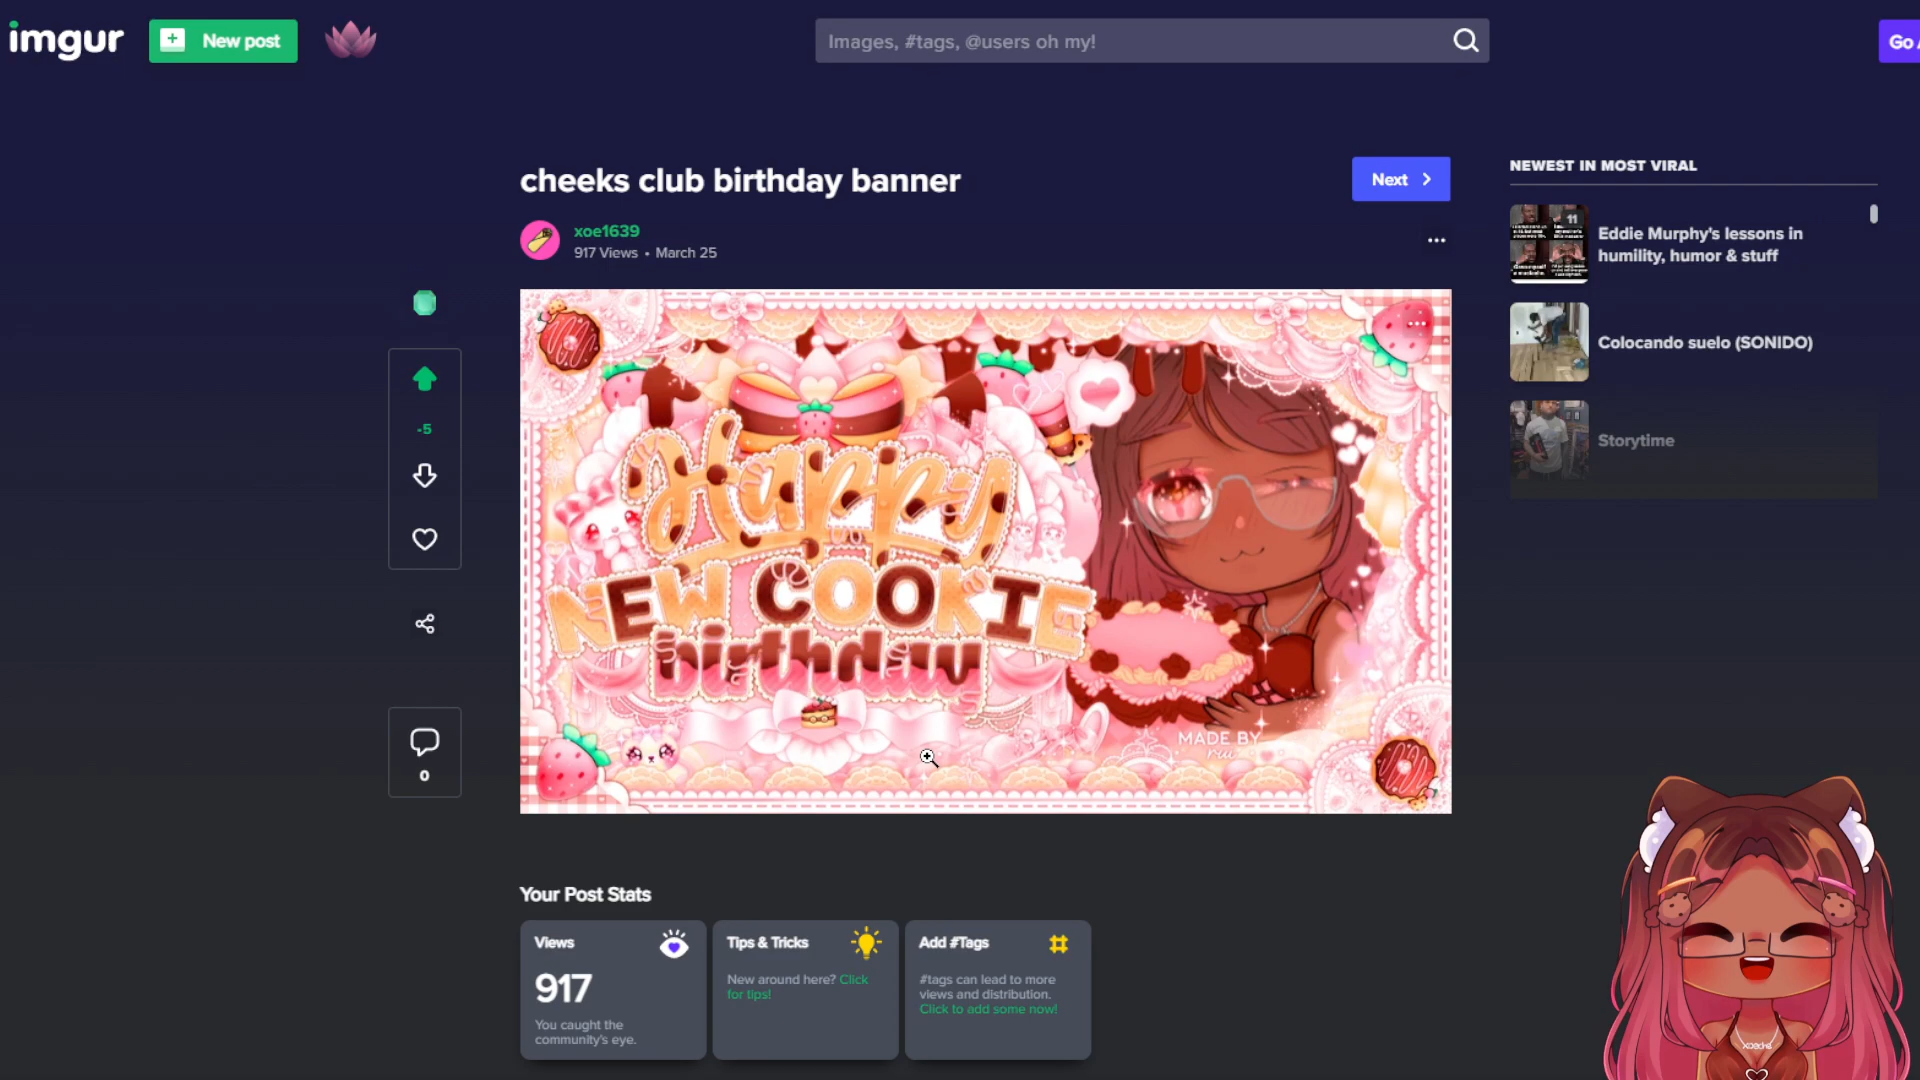 imgur
New post
Images, #tags, @users oh my!
Go
cheeks club birthday banner
Next
NEWEST IN MOST VIRAL
xoe1639
917 Views • March 25
11
Eddie Murphy's lessons in
humility, humor & stuff
Colocando suelo (SONIDO)
Storytime
-5
0
Happy
NEW COOKIE
birthday
MADE BY
Your Post Stats
Views
917
You caught the
community's eye.
Tips & Tricks
New around here? Click
for tips!
Add #Tags
#tags can lead to more
views and distribution.
Click to add some now!